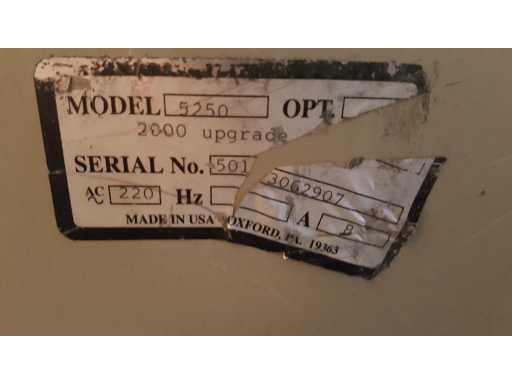 MODEL 5250 OPT.
2000 upgrade
SERIAL No. 501 3062907
AC 220 Hz A 8
MADE IN USA OXFORD, PA. 19363